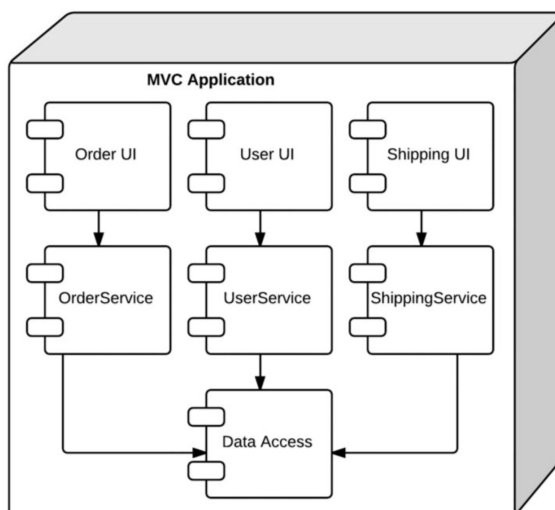 MVC Application
Order UI
User UI
Shipping UI
OrderService
UserService
ShippingService
Data Access